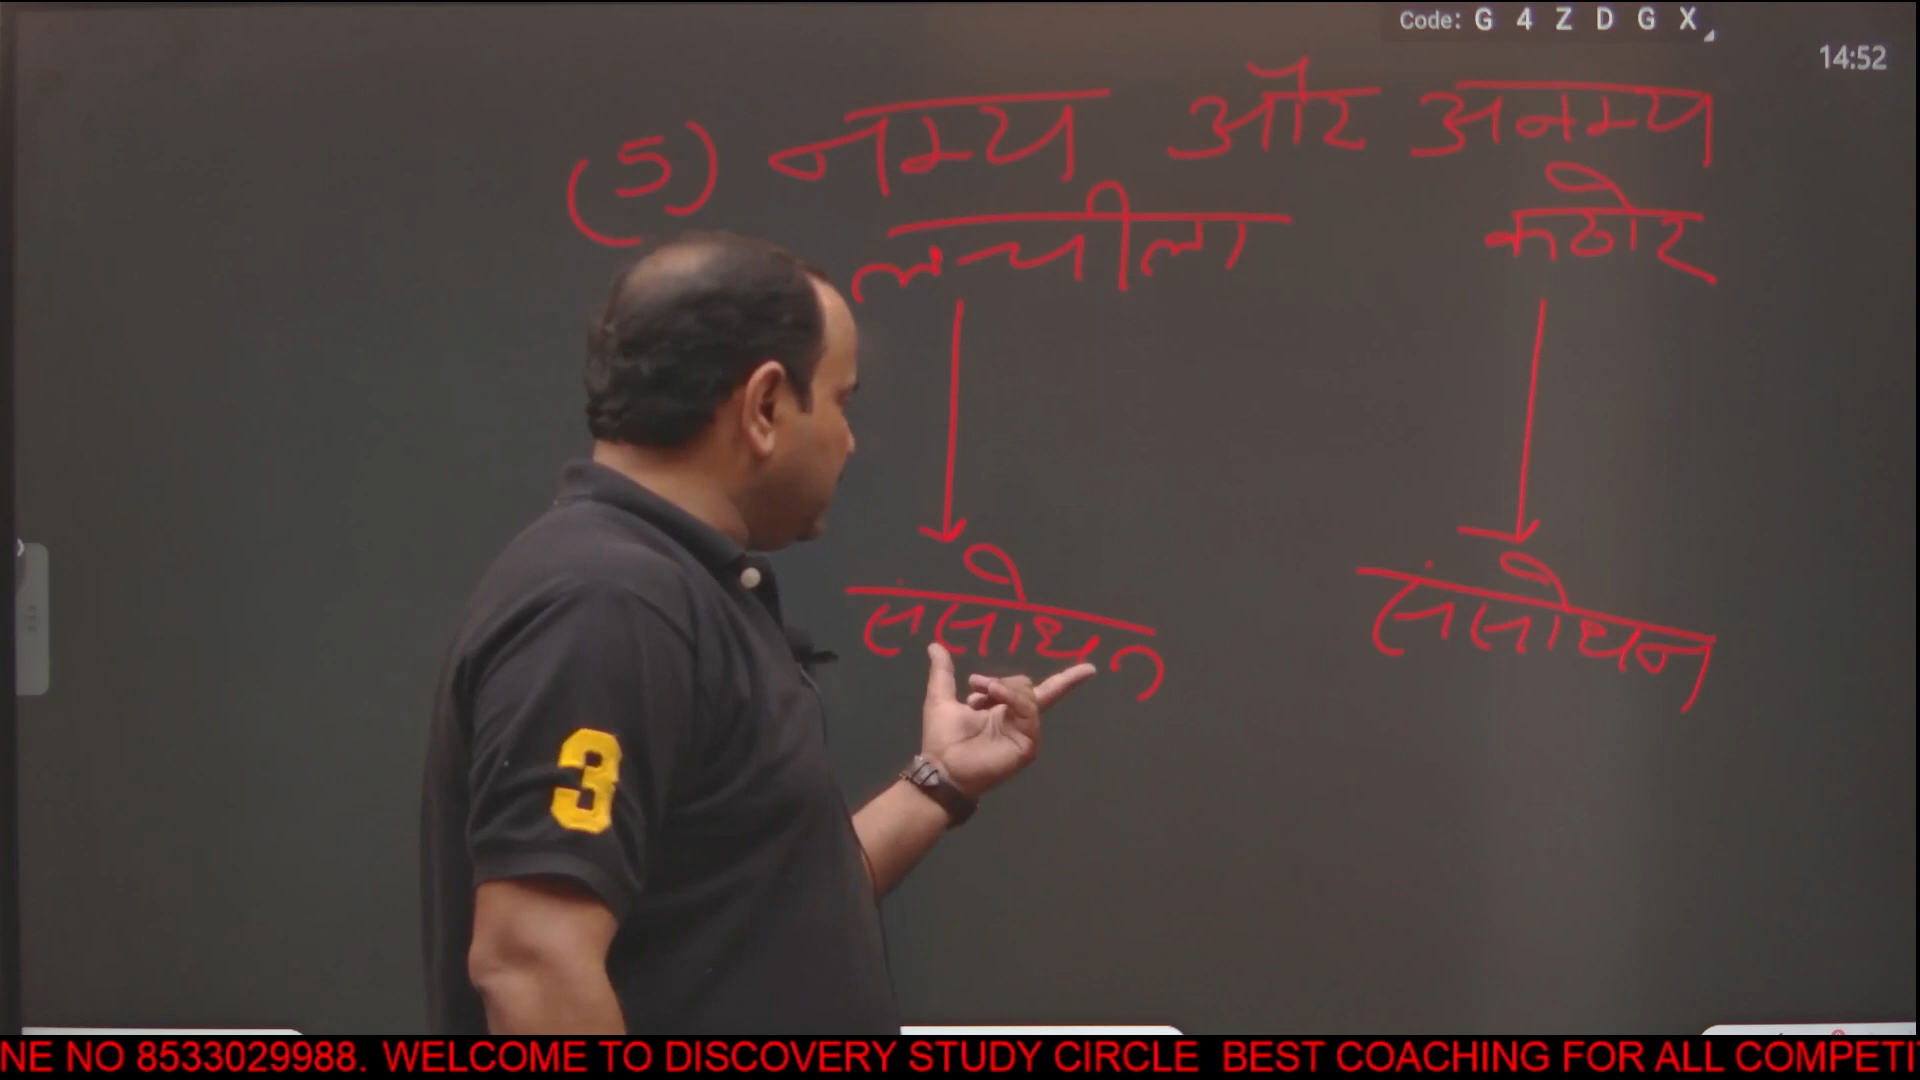 Code: G 4 Z D G X
14:52
(5) नम्य और अनम्य
लचीला कठोर
संसोधन संसोधन
3
NE NO 8533029988. WELCOME TO DISCOVERY STUDY CIRCLE BEST COACHING FOR ALL COMPETI